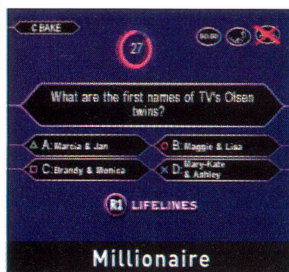 C BAKE
27
50:50
What are the first names of TV's Olsen
twins?
A: Marcia & Jan
B: Maggie & Lisa
C: Brandy & Monica
D: Mary-Kate
& Ashley
R1 LIFELINES
Millionaire